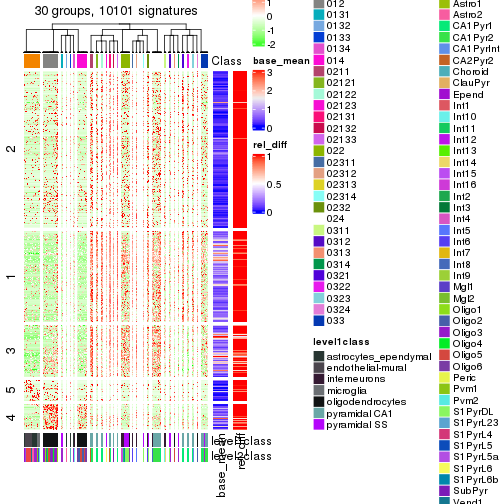 30 groups, 10101 signatures
Class
2
1
3
5
4
level1class
level2class
base_mean
rel_diff
1
0
-1
-2
base_mean
3
2
1
0
rel_diff
1
0.5
0
012
0131
0132
0133
0134
014
0211
02121
02122
02123
02131
02132
02133
022
02311
02312
02313
02314
0232
024
0311
0312
0313
0314
0321
0322
0323
0324
033
level1class
astrocytes_ependymal
endothelial-mural
interneurons
microglia
oligodendrocytes
pyramidal CA1
pyramidal SS
Astro1
Astro2
CA1Pyr1
CA1Pyr2
CA1PyrInt
CA2Pyr2
Choroid
ClauPyr
Epend
Int1
Int10
Int11
Int12
Int13
Int14
Int15
Int16
Int2
Int3
Int4
Int5
Int6
Int7
Int8
Int9
Mgl1
Mgl2
Oligo1
Oligo2
Oligo3
Oligo4
Oligo5
Oligo6
Peric
Pvm1
Pvm2
S1PyrDL
S1PyrL23
S1PyrL4
S1PyrL5
S1PyrL5a
S1PyrL6
S1PyrL6b
SubPyr
Vend1